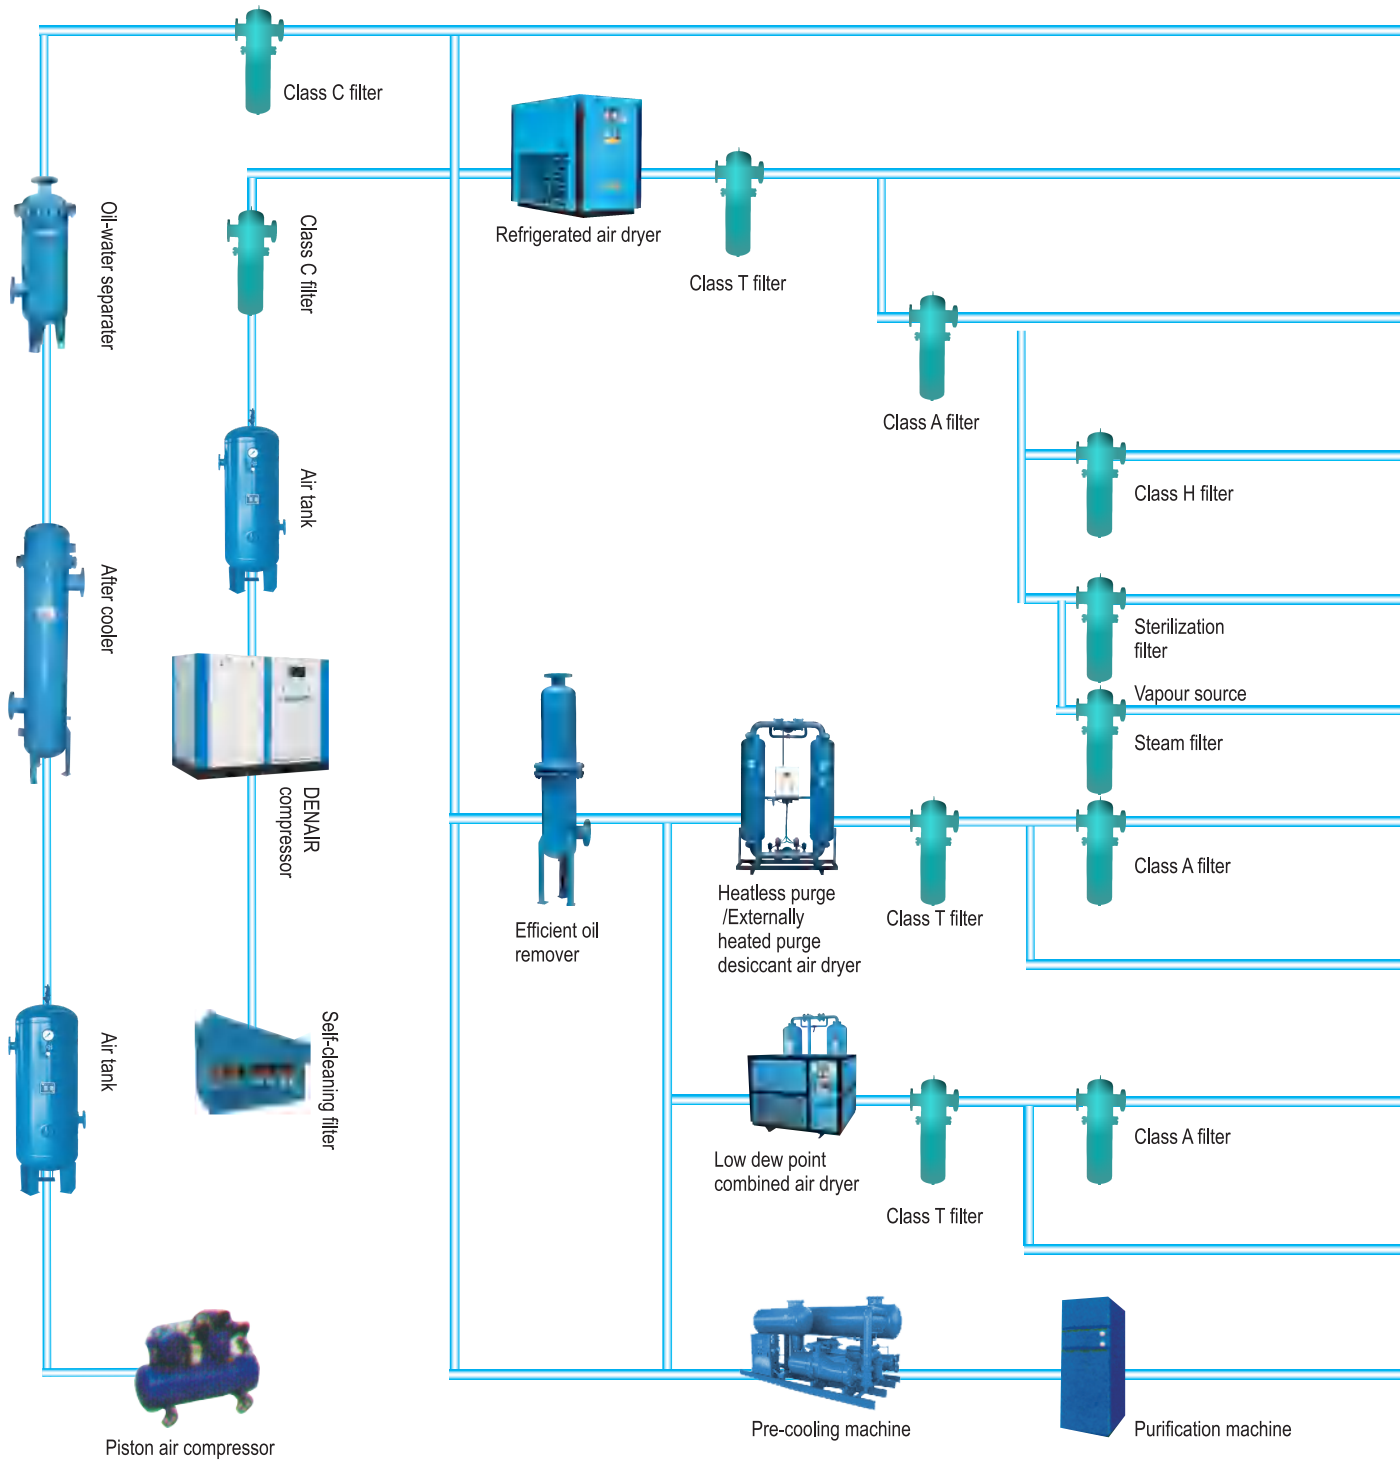 Class C filter
Oil-water separater
Class C filter
Refrigerated air dryer
Class T filter
Class A filter
Air tank
Class H filter
After cooler
Sterilization
filter
Vapour source
Steam filter
DENAIR
compressor
Class A filter
Heatless purge
/Externally
heated purge
desiccant air dryer
Class T filter
Efficient oil
remover
Self-cleaning filter
Air tank
Class A filter
Low dew point
combined air dryer
Class T filter
Piston air compressor
Pre-cooling machine
Purification machine